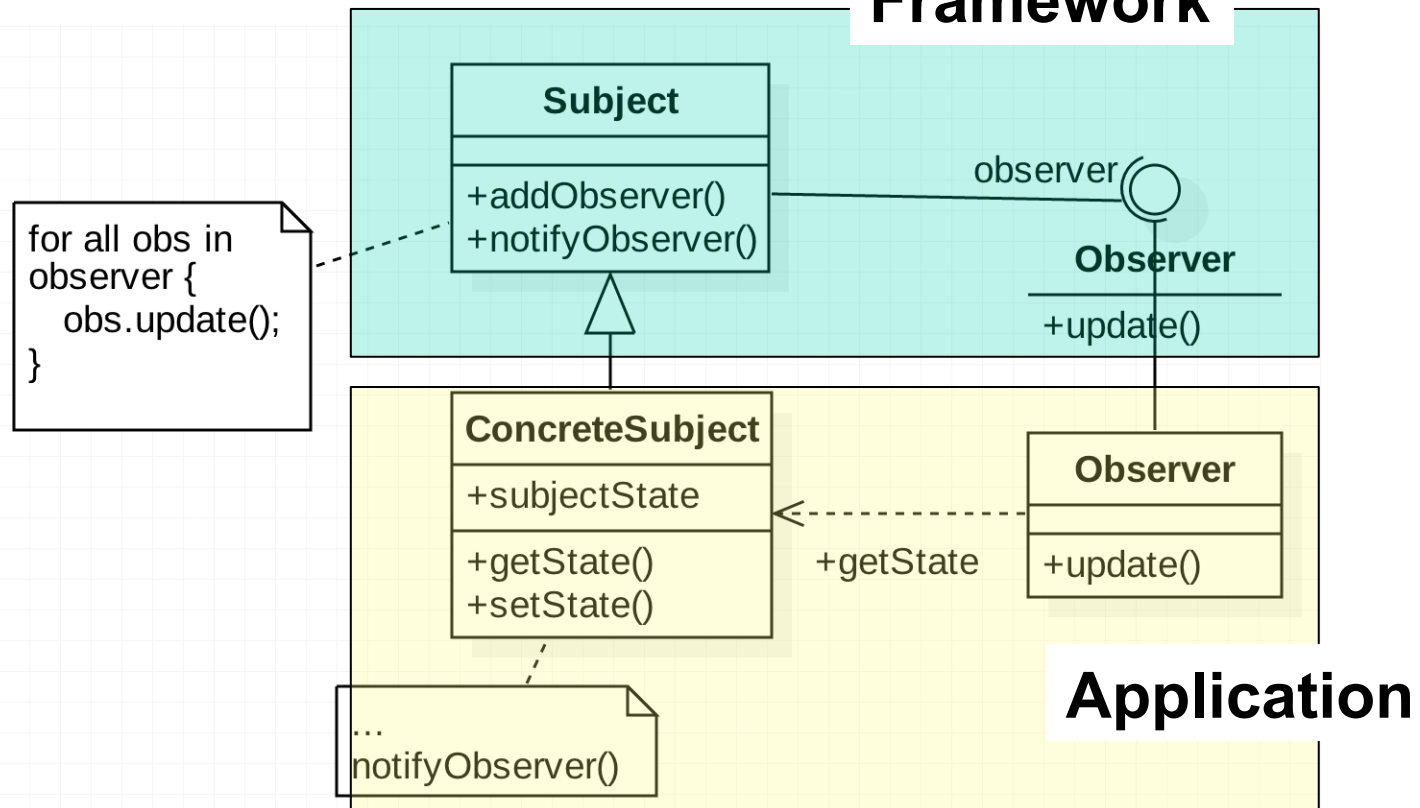 Framework
Subject
+addObserver()
+notifyObserver()
observer
Observer
+update()
for all obs in
observer {
obs.update();
}
ConcreteSubject
+subjectState
+getState()
+setState()
+getState
Observer
+update()
Application
...
notifyObserver()